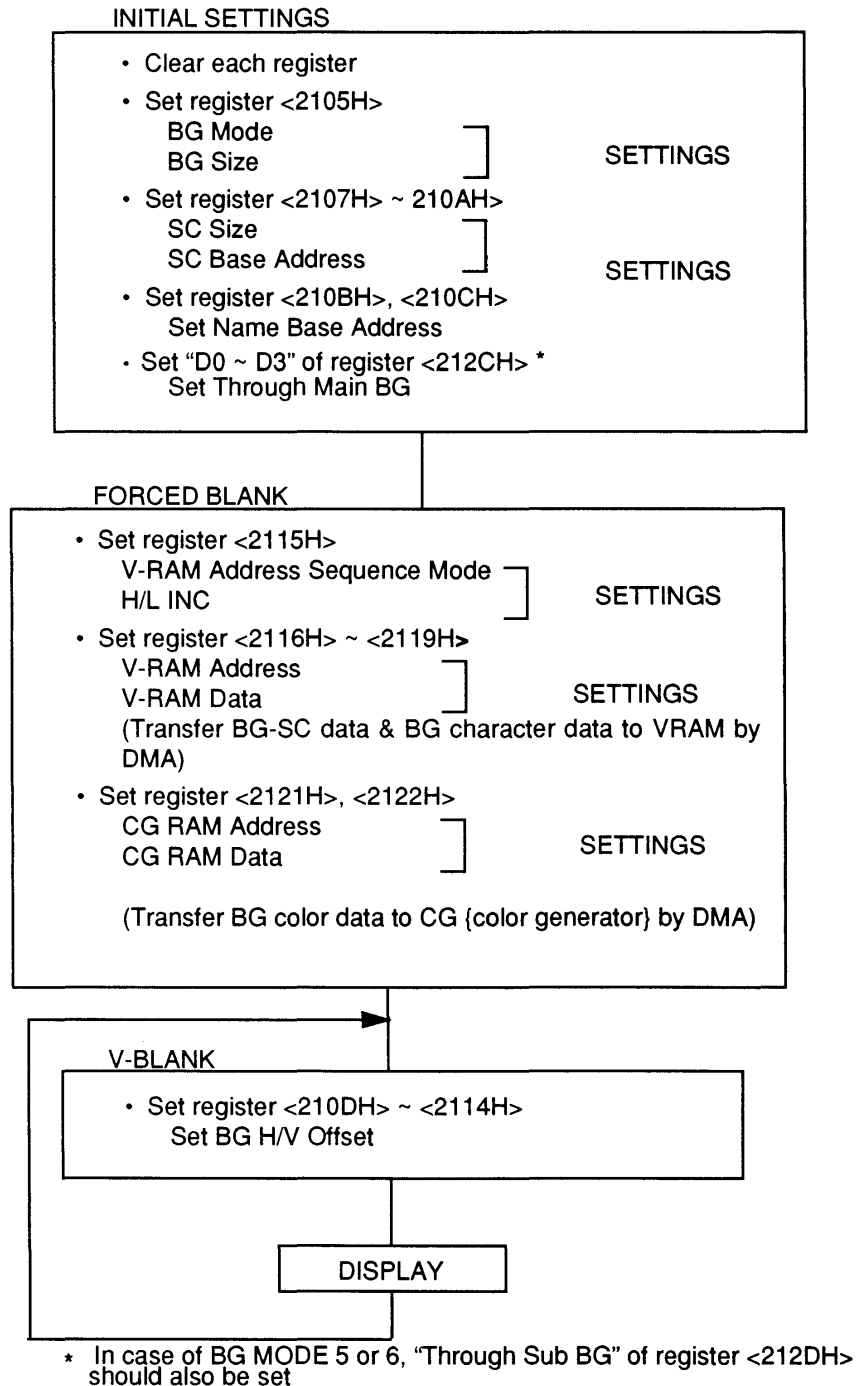 INITIAL SETTINGS
• Clear each register
• Set register <2105H>
BG Mode
BG Size
SETTINGS
• Set register <2107H> ~ 210AH>
SC Size
SC Base Address
SETTINGS
• Set register <210BH>, <210CH>
Set Name Base Address
• Set “D0 ~ D3” of register <212CH> *
Set Through Main BG
FORCED BLANK
• Set register <2115H>
V-RAM Address Sequence Mode
H/L INC
SETTINGS
• Set register <2116H> ~ <2119H>
V-RAM Address
V-RAM Data
SETTINGS
(Transfer BG-SC data & BG character data to VRAM by
DMA)
• Set register <2121H>, <2122H>
CG RAM Address
CG RAM Data
SETTINGS
(Transfer BG color data to CG {color generator} by DMA)
V-BLANK
• Set register <210DH> ~ <2114H>
Set BG H/V Offset
DISPLAY
* In case of BG MODE 5 or 6, “Through Sub BG” of register <212DH>
should also be set